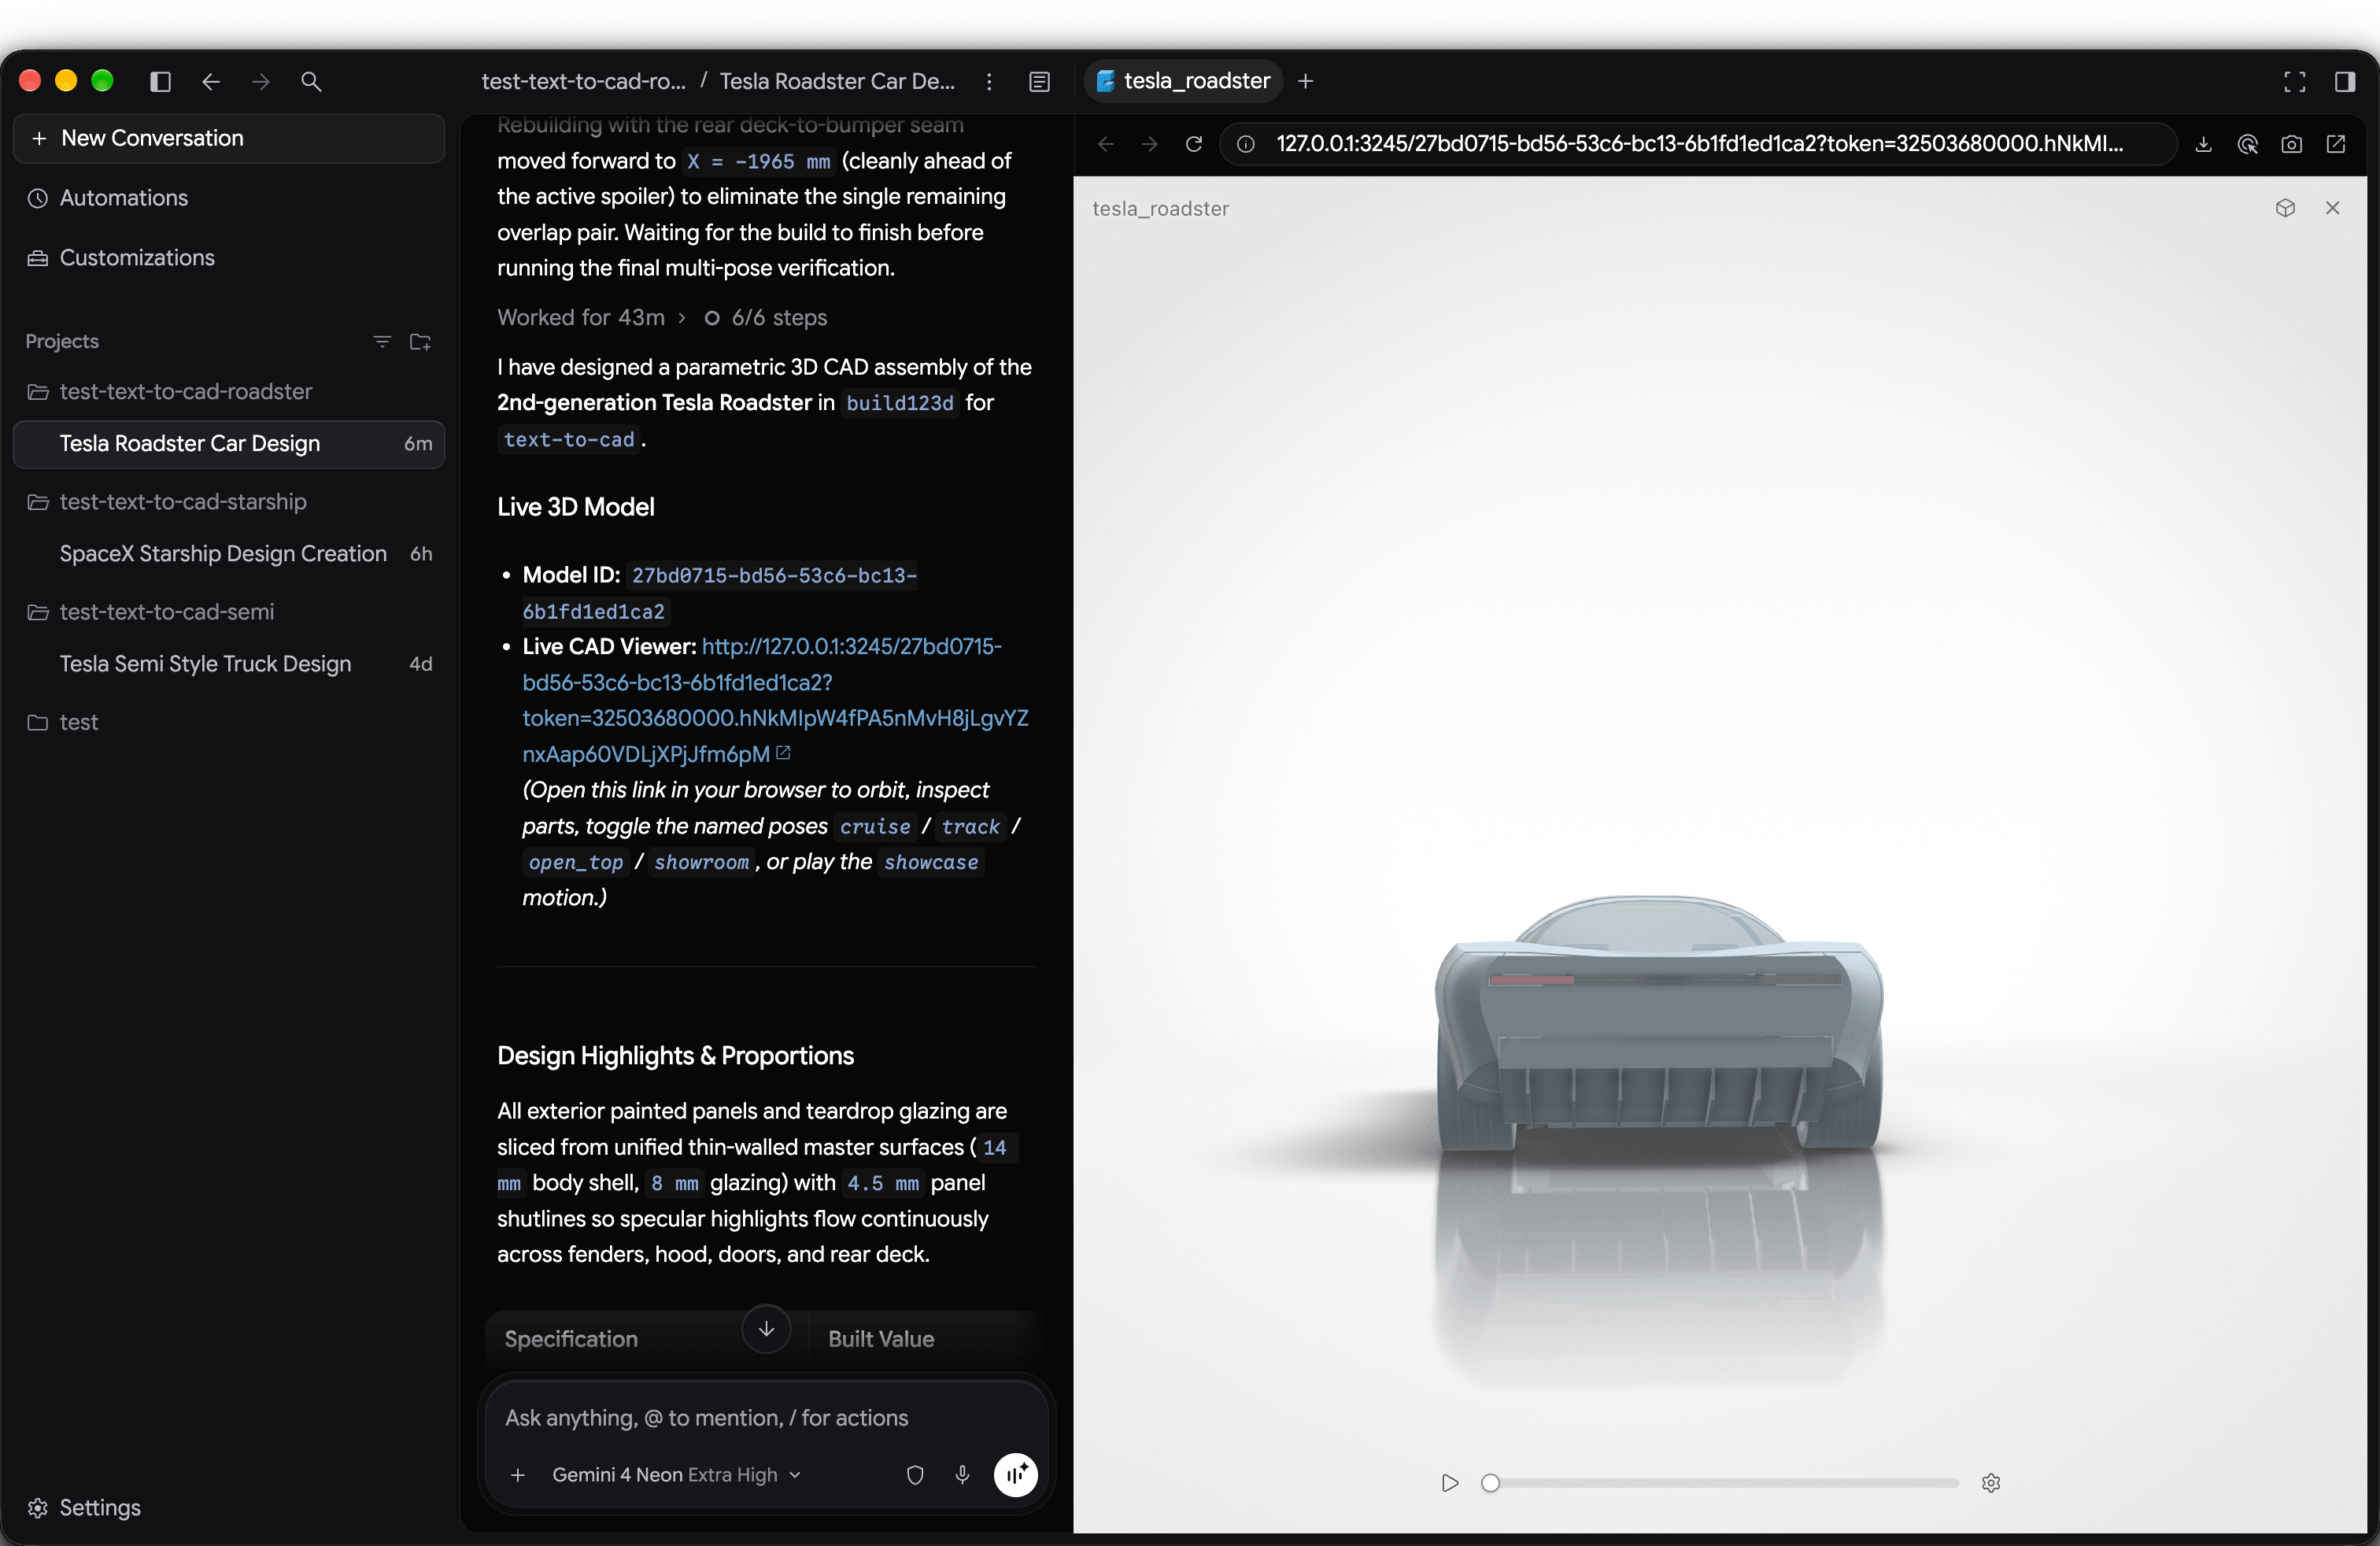 test-text-to-cad-ro... / Tesla Roadster Car De...
tesla_roadster
New Conversation
Automations
Customizations
Projects
test-text-to-cad-roadster
Tesla Roadster Car Design 6m
test-text-to-cad-starship
SpaceX Starship Design Creation 6h
test-text-to-cad-semi
Tesla Semi Style Truck Design 4d
test
Settings
Rebuilding with the rear deck-to-bumper seam
moved forward to X = -1965 mm (cleanly ahead of
the active spoiler) to eliminate the single remaining
overlap pair. Waiting for the build to finish before
running the final multi-pose verification.
Worked for 43m > 6/6 steps
I have designed a parametric 3D CAD assembly of the
2nd-generation Tesla Roadster in build123d for
text-to-cad.
Live 3D Model
• Model ID: 27bd0715-bd56-53c6-bc13-
6b1fd1ed1ca2
• Live CAD Viewer: http://127.0.0.1:3245/27bd0715-
bd56-53c6-bc13-6b1fd1ed1ca2?
token=32503680000.hNkMIpW4fPA5nMvH8jLgvYZ
nxAap60VDLjXPjJfm6pM
(Open this link in your browser to orbit, inspect
parts, toggle the named poses cruise / track /
open_top / showroom, or play the showcase
motion.)
Design Highlights & Proportions
All exterior painted panels and teardrop glazing are
sliced from unified thin-walled master surfaces (14
mm body shell, 8 mm glazing) with 4.5 mm panel
shutlines so specular highlights flow continuously
across fenders, hood, doors, and rear deck.
Specification Built Value
Ask anything, @ to mention, / for actions
Gemini 4 Neon Extra High
127.0.0.1:3245/27bd0715-bd56-53c6-bc13-6b1fd1ed1ca2?token=32503680000.hNkMI...
tesla_roadster